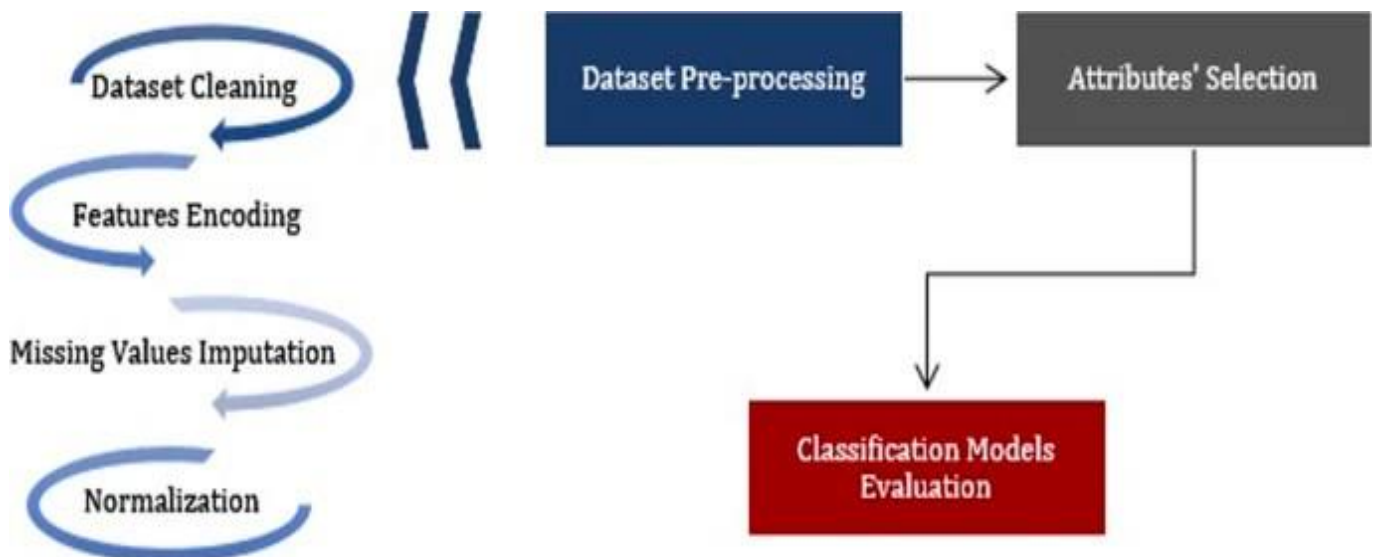 Dataset Cleaning
Features Encoding
Missing Values Imputation
Normalization
Dataset Pre-processing
Attributes' Selection
Classification Models
Evaluation